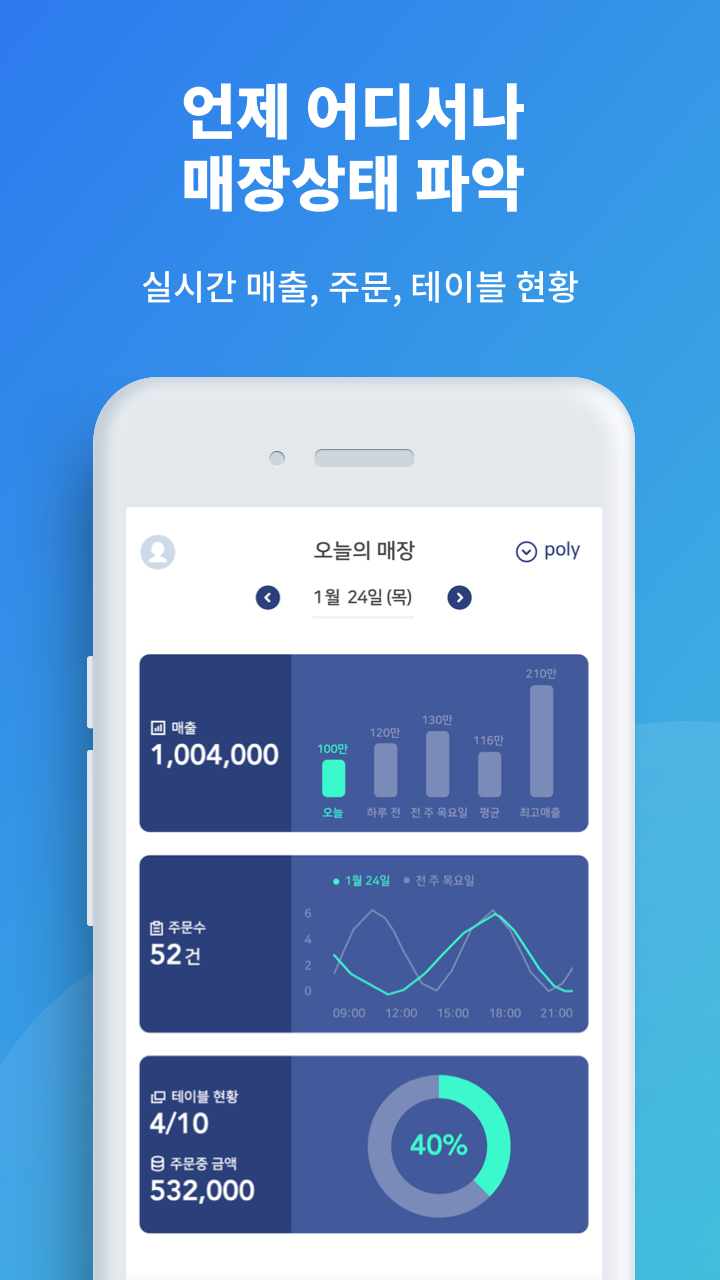 언제 어디서나
매장상태 파악
실시간 매출, 주문, 테이블 현황
오늘의 매장
poly
1월 24일 (목)
매출
1,004,000
100만
120만
130만
116만
210만
오늘
하루 전
전 주 목요일
평균
최고매출
주문수
52건
1월 24일
전 주 목요일
6
4
2
0
09:00
12:00
15:00
18:00
21:00
테이블 현황
4/10
주문중 금액
532,000
40%